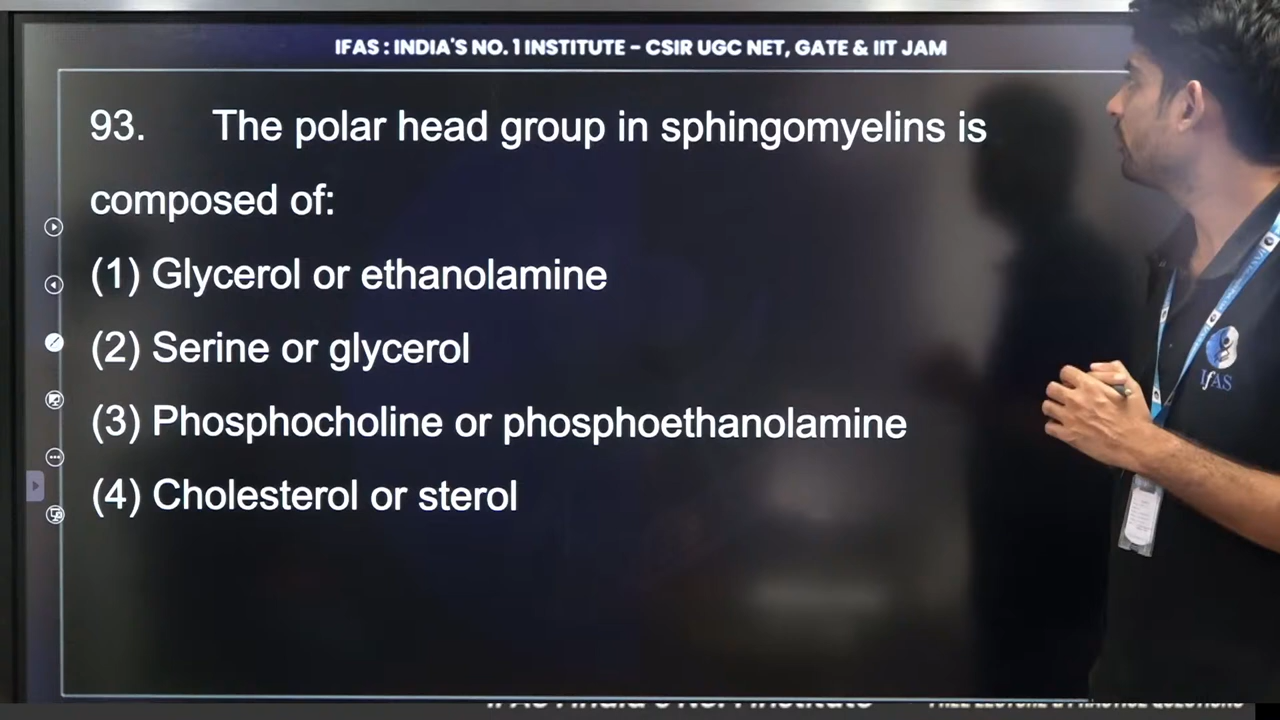 IFAS : INDIA'S NO. 1 INSTITUTE – CSIR UGC NET, GATE & IIT JAM
93. The polar head group in sphingomyelins is
composed of:
(1) Glycerol or ethanolamine
(2) Serine or glycerol
(3) Phosphocholine or phosphoethanolamine
(4) Cholesterol or sterol
IFAS